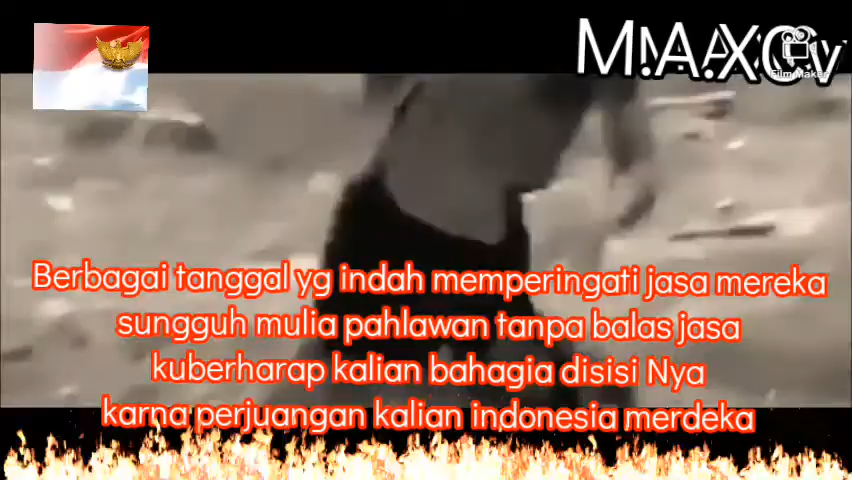 M.A.XCy
Film Maker
Berbagai tanggal yg indah memperingati jasa mereka
sungguh mulia pahlawan tanpa balas jasa
kuberharap kalian bahagia disisi Nya
karna perjuangan kalian indonesia merdeka